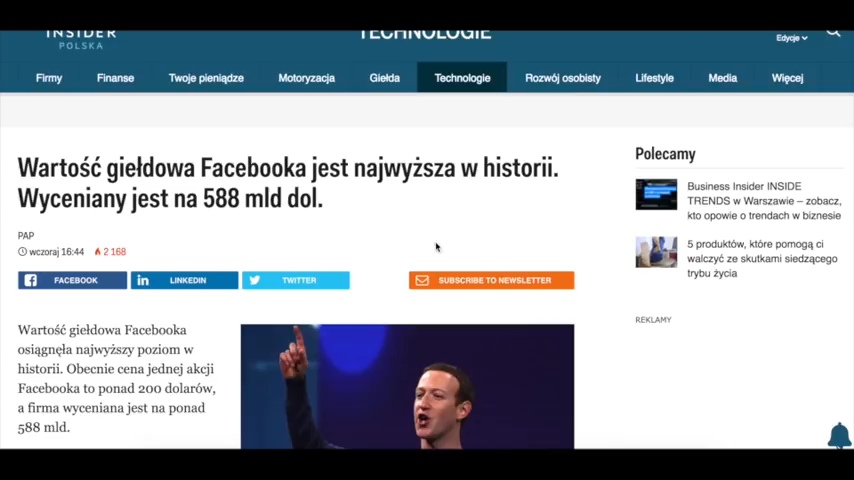 INSIDER
POLSKA
TECHNOLOGIE
Edycje
Firmy Finanse Twoje pieniądze Motoryzacja Giełda Technologie Rozwój osobisty Lifestyle Media Więcej
Wartość giełdowa Facebooka jest najwyższa w historii.
Wyceniany jest na 588 mld dol.
PAP
wczoraj 16:44 2 168
FACEBOOK LINKEDIN TWITTER SUBSCRIBE TO NEWSLETTER
Wartość giełdowa Facebooka
osiągnęła najwyższy poziom w
historii. Obecnie cena jednej akcji
Facebooka to ponad 200 dolarów,
a firma wyceniana jest na ponad
588 mld.
Polecamy
Business Insider INSIDE
TRENDS w Warszawie – zobacz,
kto opowie o trendach w biznesie
5 produktów, które pomogą ci
walczyć ze skutkami siedzącego
trybu życia
REKLAMY